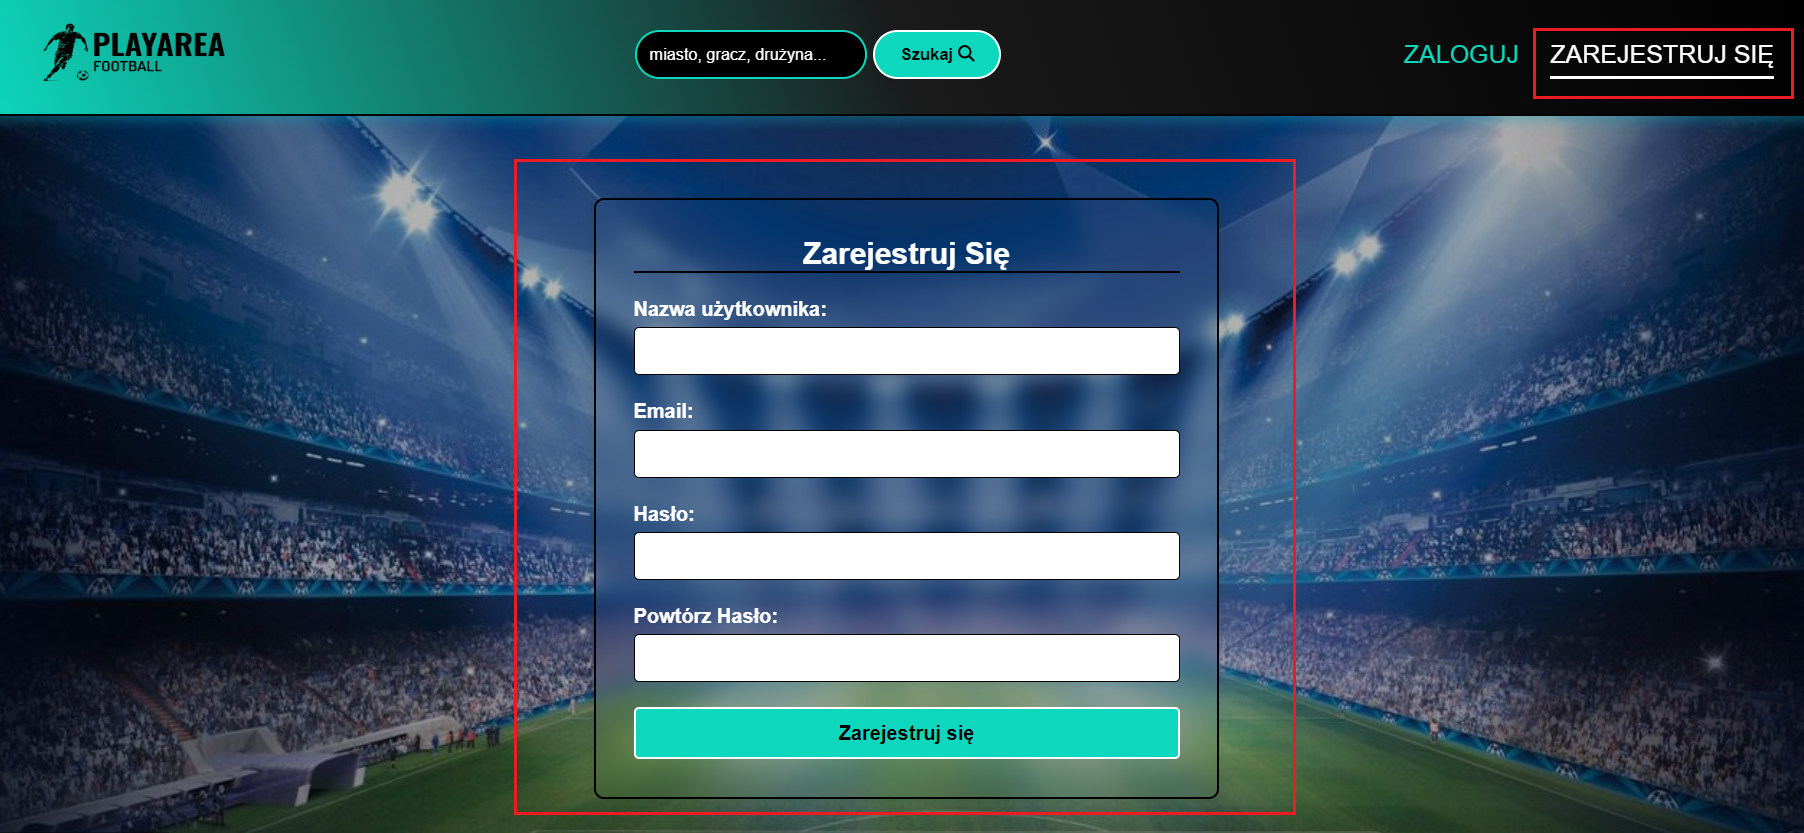 PLAYAREA
FOOTBALL
miasto, gracz, drużyna...
Szukaj
ZALOGUJ
ZAREJESTRUJ SIĘ
Zarejestruj Się
Nazwa użytkownika:
Email:
Hasło:
Powtórz Hasło:
Zarejestruj się